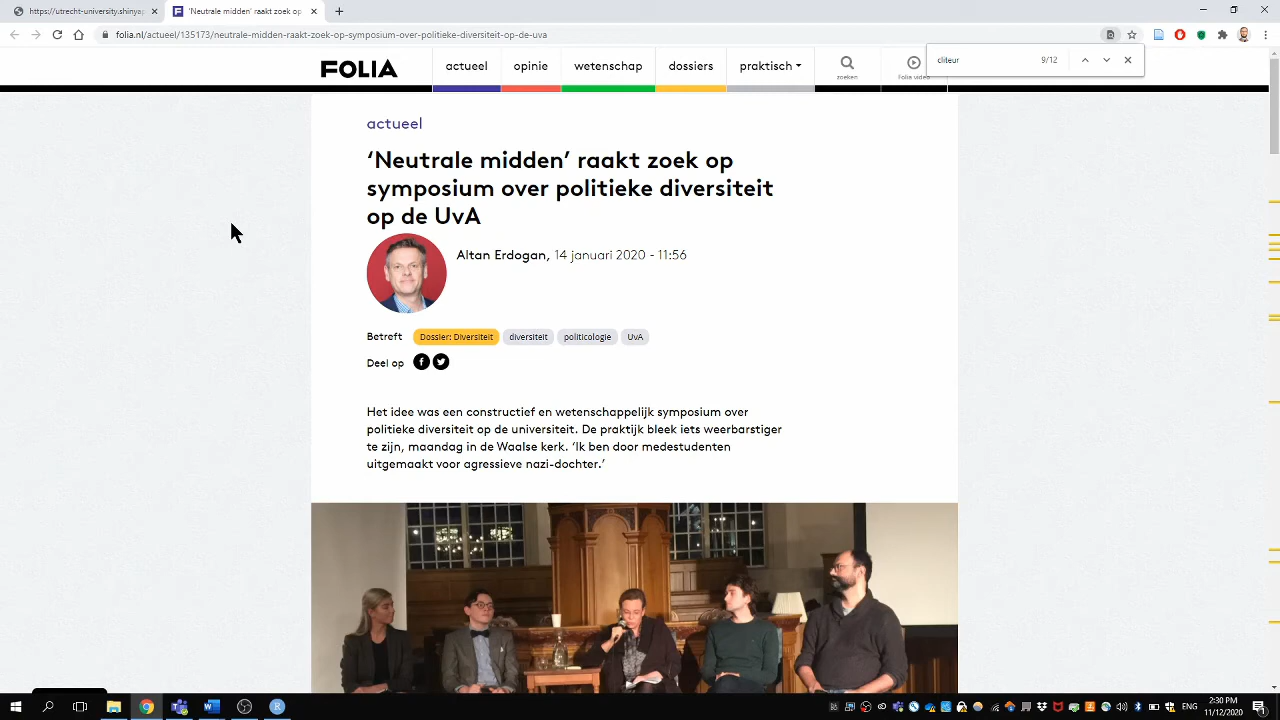 https://utrecht-university.shinyap
'Neutrale midden' raakt zoek op
folia.nl/actueel/135173/neutrale-midden-raakt-zoek-op-symposium-over-politieke-diversiteit-op-de-uva
cliteur
9/12
FOLIA
actueel
opinie
wetenschap
dossiers
praktisch
zoeken
Folia video
actueel
‘Neutrale midden’ raakt zoek op
symposium over politieke diversiteit
op de UvA
Altan Erdogan, 14 januari 2020 - 11:56
Betreft
Dossier: Diversiteit
diversiteit
politicologie
UvA
Deel op
Het idee was een constructief en wetenschappelijk symposium over
politieke diversiteit op de universiteit. De praktijk bleek iets weerbarstiger
te zijn, maandag in de Waalse kerk. ‘Ik ben door medestudenten
uitgemaakt voor agressieve nazi-dochter.’
ENG
2:30 PM
11/12/2020